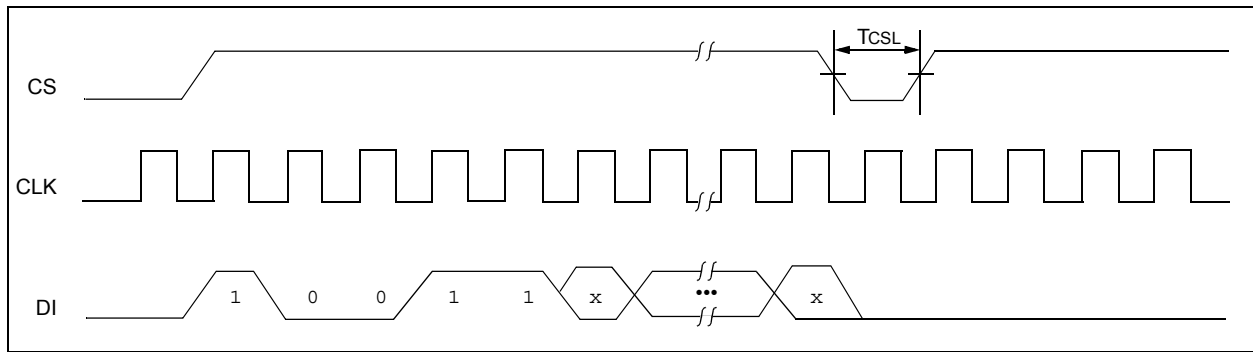 TCSL
CS
CLK
DI 1 0 0 1 1 x ••• x